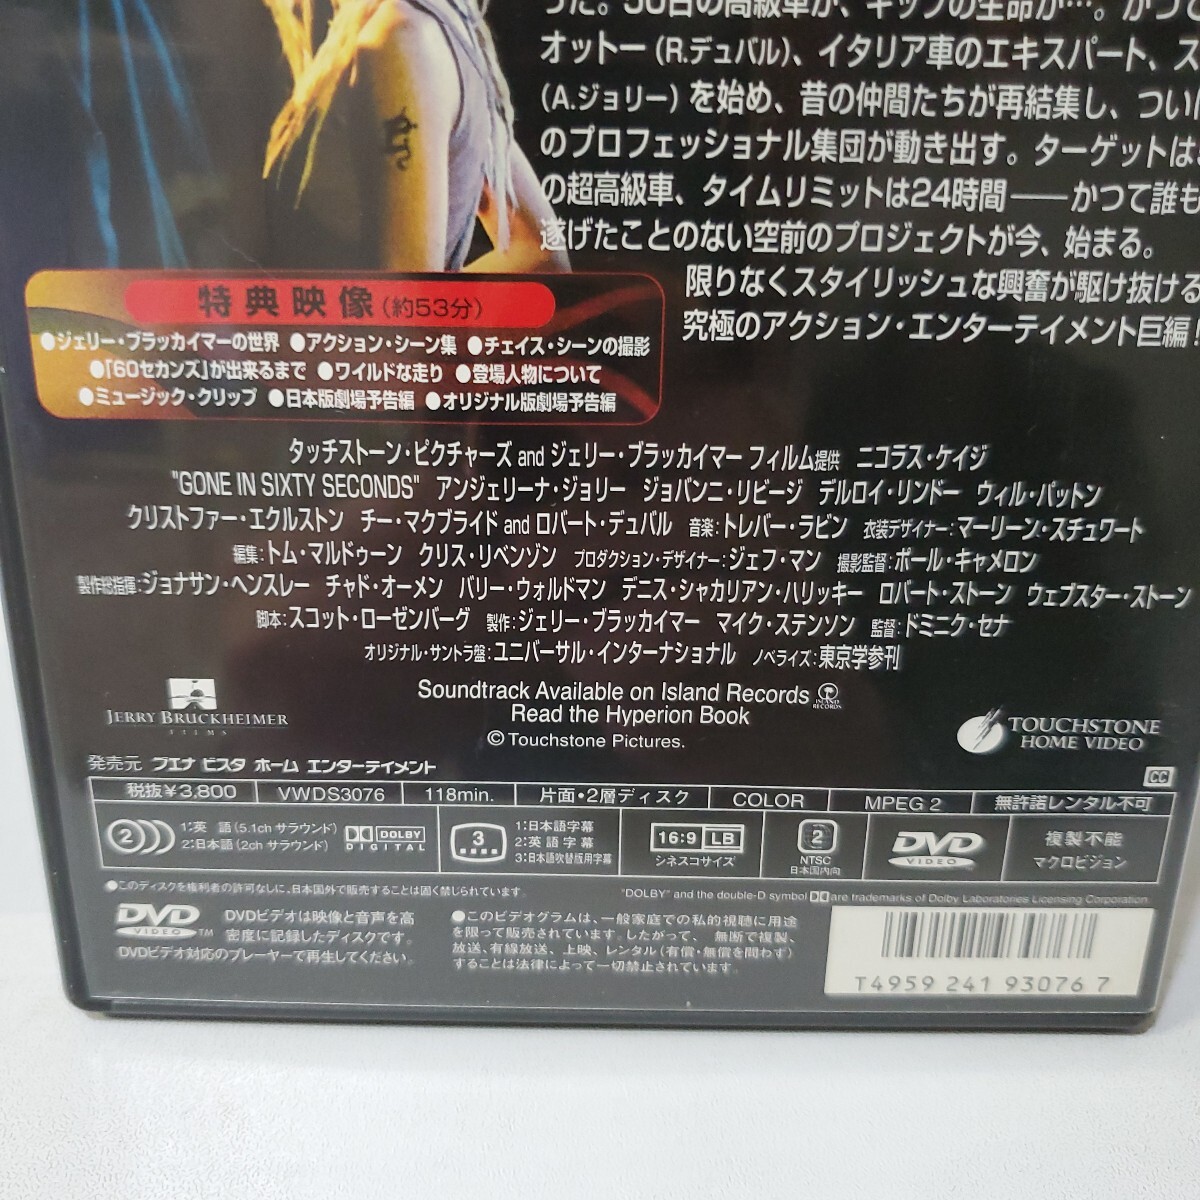 った。50台の高級車か、キップの生命か…。かつて
オットー(R.デュバル)、イタリア車のエキスパート、ス
(A.ジョリー)を始め、昔の仲間たちが再結集し、つい
のプロフェッショナル集団が動き出す。ターゲットは
の超高級車、タイムリミットは24時間――かつて誰も
遂げたことのない空前のプロジェクトが今、始まる。
限りなくスタイリッシュな興奮が駆け抜ける
究極のアクション・エンターテイメント巨編!
特典映像(約53分)
●ジェリー・ブラッカイマーの世界 ●アクション・シーン集 ●チェイス・シーンの撮影
●「60セカンズ」が出来るまで ●ワイルドな走り ●登場人物について
●ミュージック・クリップ ●日本版劇場予告編 ●オリジナル版劇場予告編
タッチストーン・ピクチャーズ and ジェリー・ブラッカイマー フィルム提供 ニコラス・ケイジ
"GONE IN SIXTY SECONDS" アンジェリーナ・ジョリー ジョバンニ・リビージ デルロイ・リンドー ウィル・パットン
クリストファー・エクルストン チー・マクブライド and ロバート・デュバル 音楽:トレバー・ラビン 衣装デザイナー:マーリーン・スチュワート
編集:トム・マルドゥーン クリス・リベンゾン プロダクション・デザイナー:ジェフ・マン 撮影監督:ポール・キャメロン
製作総指揮:ジョナサン・ヘンスレー チャド・オーメン バリー・ウォルドマン デニス・シャカリアン・ハリッキー ロバート・ストーン ウェブスター・ストーン
脚本:スコット・ローゼンバーグ 製作:ジェリー・ブラッカイマー マイク・ステンソン 監督:ドミニク・セナ
オリジナル・サントラ盤:ユニバーサル・インターナショナル ノベライズ:東京学参刊
Soundtrack Available on Island Records ISLAND RECORDS
Read the Hyperion Book
© Touchstone Pictures.
JERRY BRUCKHEIMER
FILMS
TOUCHSTONE
HOME VIDEO
発売元 ブエナ ビスタ ホーム エンターテイメント
CC
税抜¥3,800 VWDS3076 118min. 片面・2層ディスク COLOR MPEG 2 無許諾レンタル不可
2 1:英 語(5.1ch サラウンド)
2:日本語(2ch サラウンド)
DOLBY DIGITAL
3 1:日本語字幕
2:英語字幕
3:日本語吹替版用字幕
16:9 LB
シネスコサイズ
2
NTSC
日本国内向
DVD VIDEO
複製不能
マクロビジョン
●このディスクを権利者の許可なしに、日本国外で販売することは固く禁じられています。
"DOLBY" and the double-D symbol are trademarks of Dolby Laboratories Licensing Corporation.
DVD VIDEO TM
DVDビデオは映像と音声を高
密度に記録したディスクです。
DVDビデオ対応のプレーヤーで再生してください。
●このビデオグラムは、一般家庭での私的視聴に用途
を限って販売されています。したがって、無断で複製、
放送、有線放送、上映、レンタル(有償・無償を問わず)
することは法律によって一切禁止されています。
T4959 241 93076 7